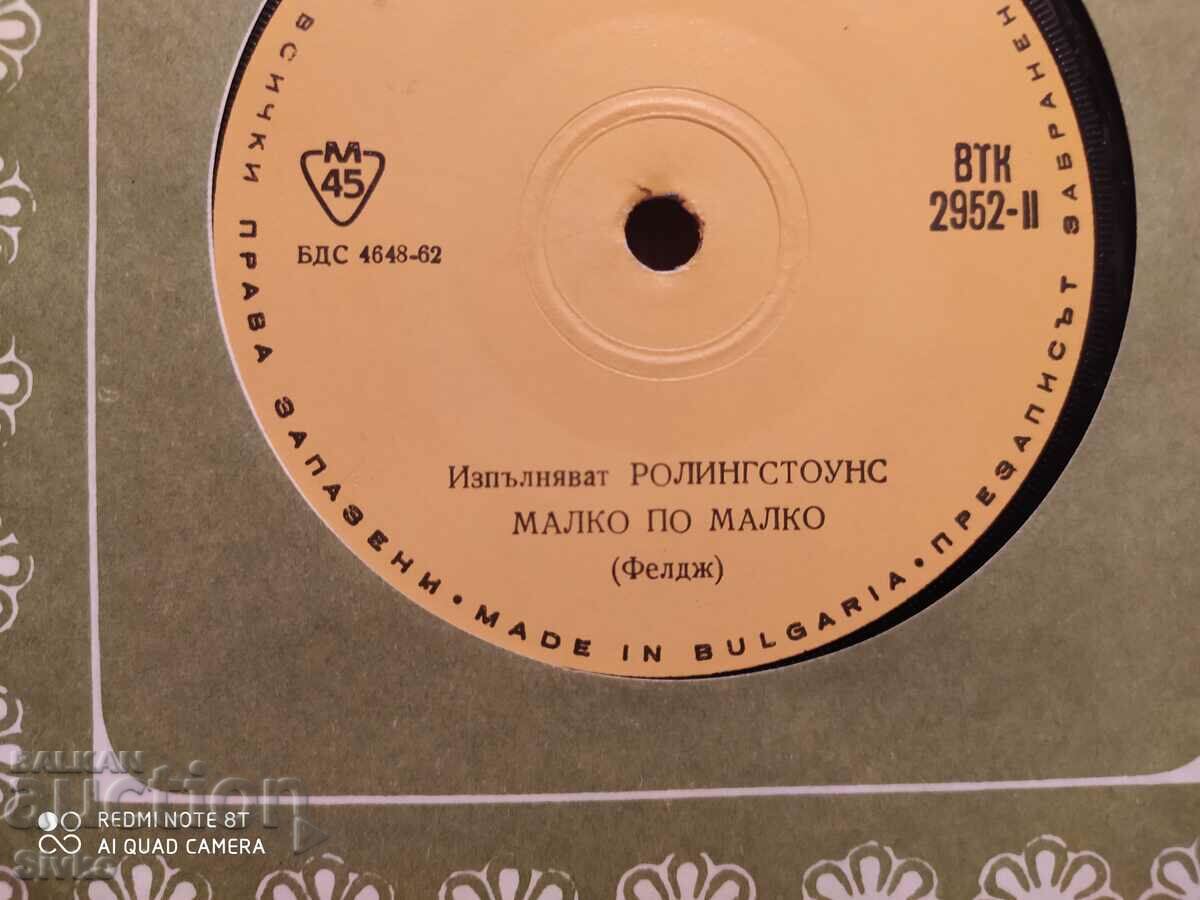 ВСИЧКИ ПРАВА ЗАПАЗЕНИ • MADE IN BULGARIA • ПРЕЗАПИСЪТ ЗАБРАНЕН
М
45
БДС 4648-62
ВТК
2952-II
Изпълняват РОЛИНГСТОУНС
МАЛКО ПО МАЛКО
(Фелдж)
BALKAN
auction
REDMI NOTE 8T
AI QUAD CAMERA
Sivko